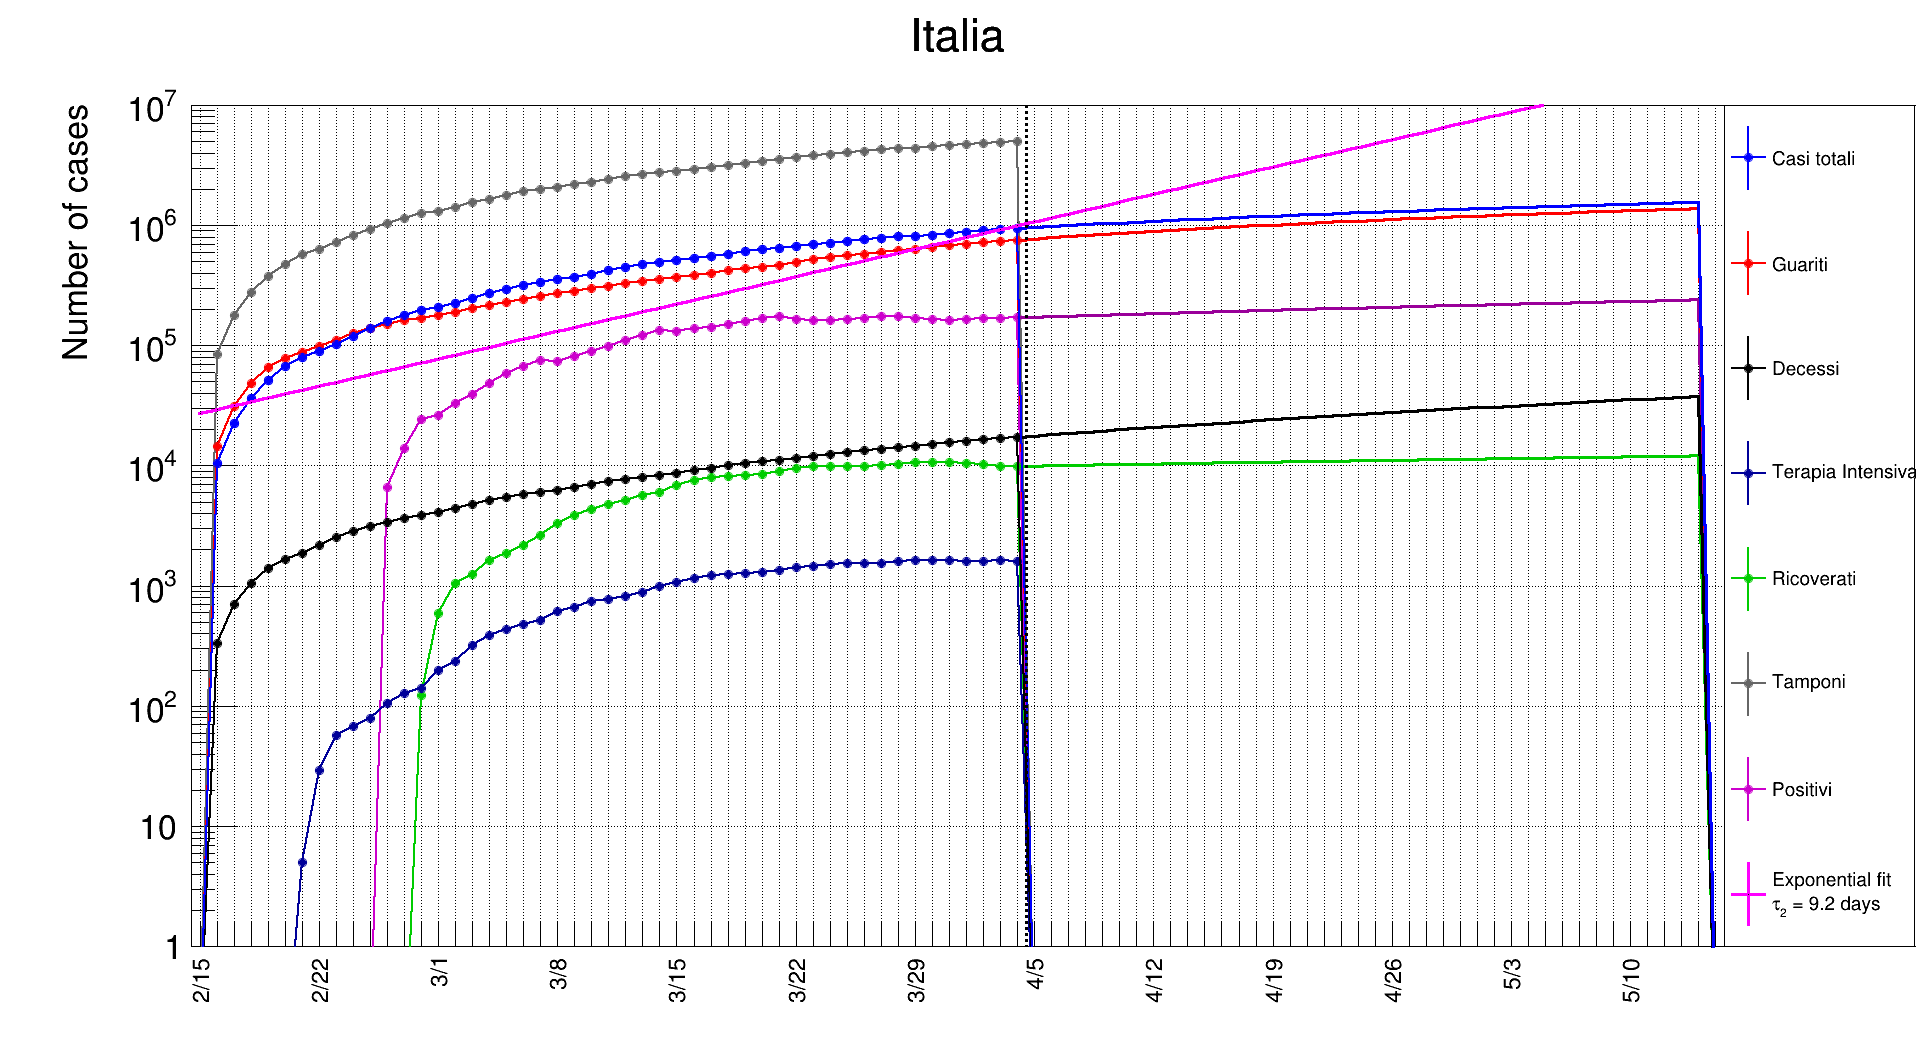 Italia
Number of cases
10^7
10^6
10^5
10^4
10^3
10^2
10
1
2/15
2/22
3/1
3/8
3/15
3/22
3/29
4/5
4/12
4/19
4/26
5/3
5/10
Casi totali
Guariti
Decessi
Terapia Intensiva
Ricoverati
Tamponi
Positivi
Exponential fit
τ₂ = 9.2 days